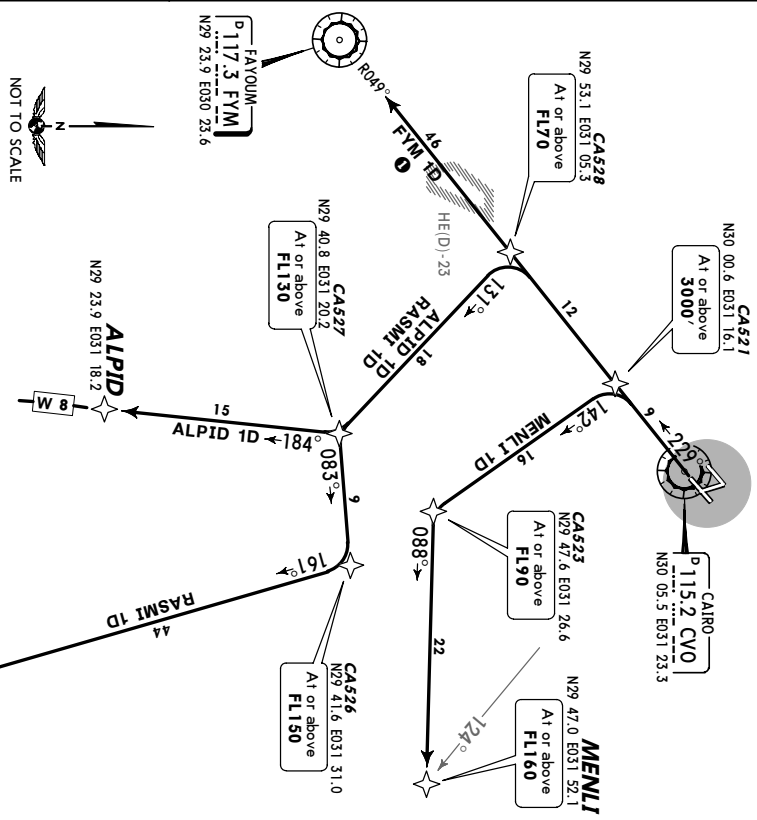 CAIRO
D 115.2 CVO
N30 05.5 E031 23.3
229°
9
CA521
N30 00.6 E031 16.1
At or above
3000'
12
CA528
N29 53.1 E031 05.3
At or above
FL70
46
FYM 1D
1
R049°
HE(D)-23
FAYOUM
D 117.3 FYM
N29 23.9 E030 23.6
NOT TO SCALE
N
131°
ALPID 1D
RASMI 1D
18
142°
MENLI 1D
16
CA523
N29 47.6 E031 26.6
At or above
FL90
088°
22
124°
MENLI
N29 47.0 E031 52.1
At or above
FL160
CA527
N29 40.8 E031 20.2
At or above
FL130
184°
15
ALPID 1D
ALPID
N29 23.9 E031 18.2
W 8
083°
9
161°
CA526
N29 41.6 E031 31.0
At or above
FL150
RASMI 1D
44